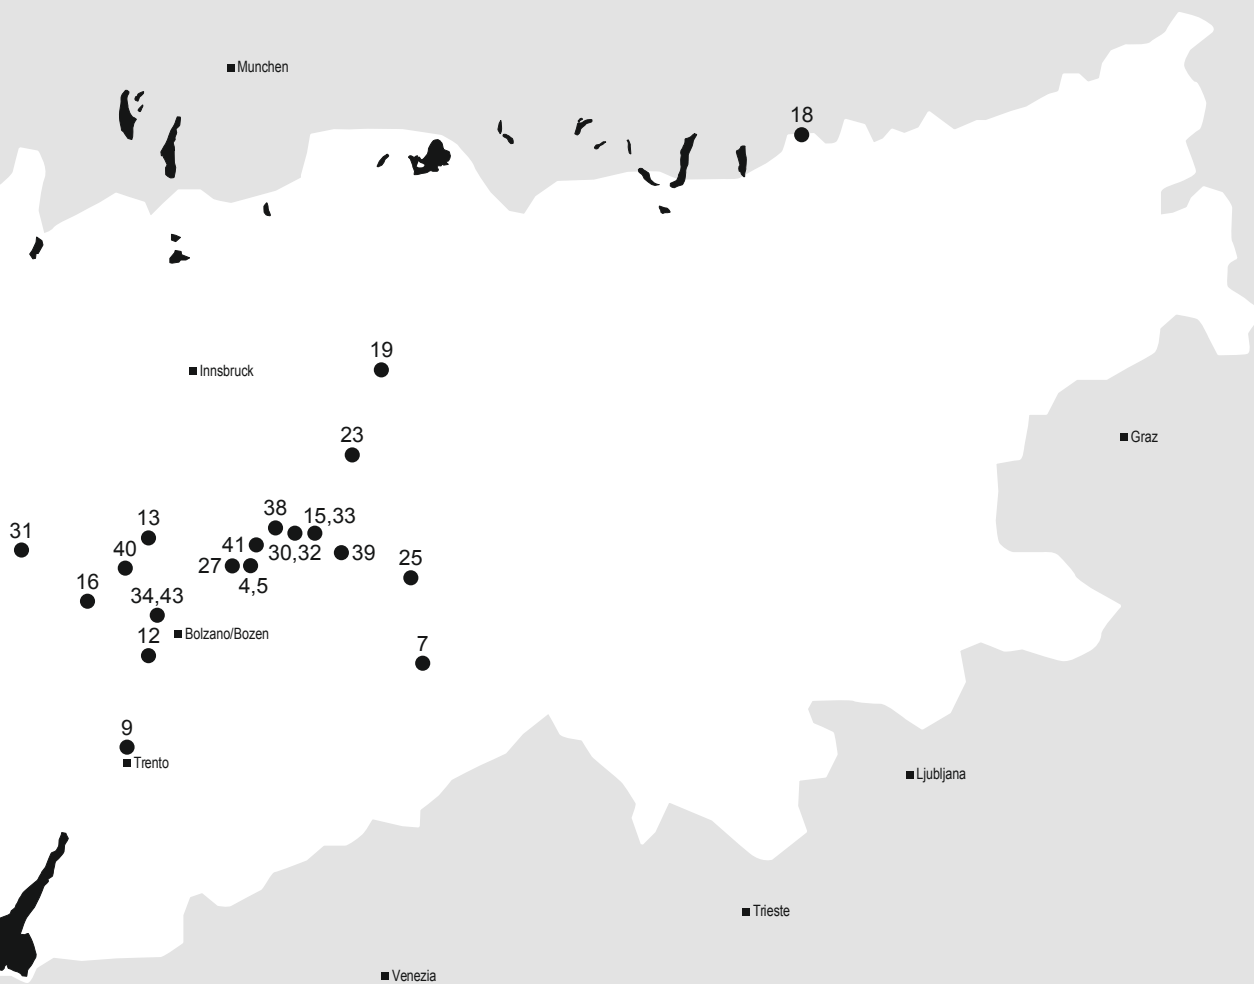 Munchen
18
19
Innsbruck
23
Graz
38
15,33
13
31
41
30,32
39
40
27
25
4,5
16
34,43
12
Bolzano/Bozen
7
9
Trento
Ljubljana
Trieste
Venezia